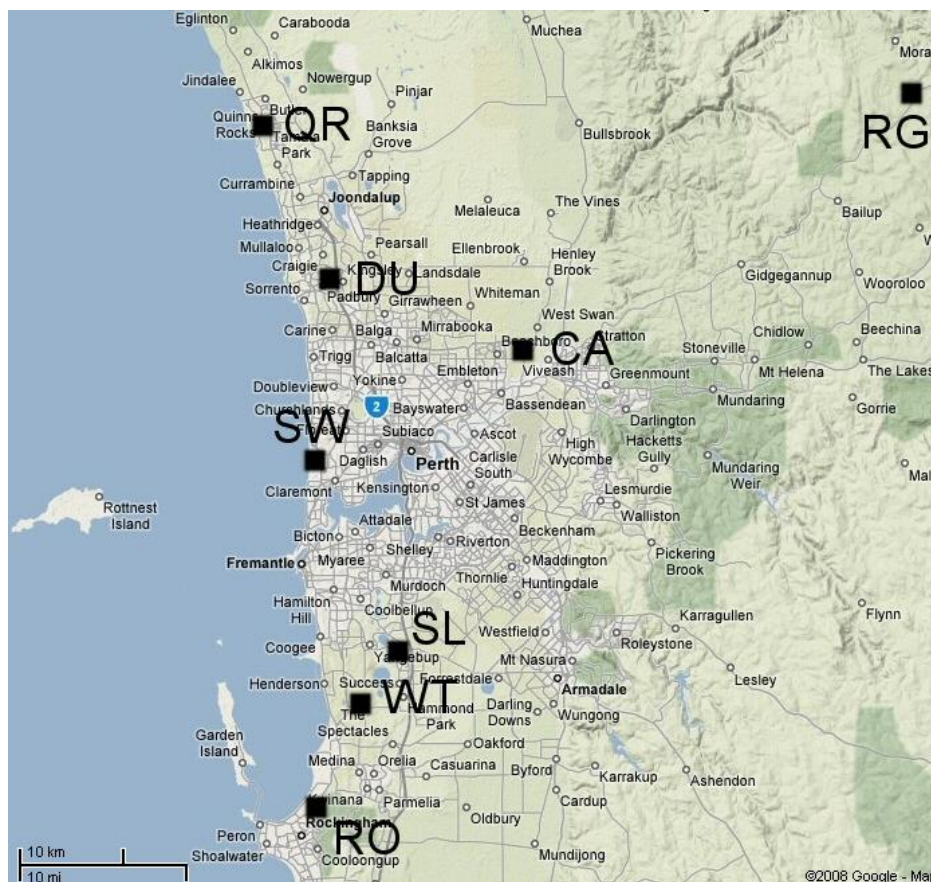 Eglinton
Carabooda
Muchea
Mora
Alkimos
Nowergup
Jindalee
Pinjar
RG
Butler
Quinns
Rocks
QR
Tamala
Park
Banksia
Grove
Bullsbrook
Currambine
Tapping
Joondalup
Melaleuca
The Vines
Bailup
Heathridge
Mullaloo
Pearsall
Ellenbrook
Henley
Brook
Craigie
Kingsley
DU
Landsdale
Gidgegannup
Wooroloo
Sorrento
Padbury
Girrawheen
Whiteman
West Swan
Carine
Balga
Mirrabooka
Stratton
Chidlow
Beechina
Trigg
Balcatta
Beechboro
CA
Stoneville
Embleton
Viveash
Mt Helena
The Lakes
Doubleview
Yokine
Greenmount
Mundaring
Churchlands
2
Bayswater
Bassendean
Darlington
Gorrie
SW
Floreat
Subiaco
Ascot
High
Wycombe
Hacketts
Gully
Daglish
Perth
Carlisle
South
Mundaring
Weir
Mal
Claremont
Kensington
St James
Lesmurdie
Walliston
Rottnest
Island
Attadale
Beckenham
Bicton
Shelley
Riverton
Pickering
Brook
Fremantle
Myaree
Maddington
Murdoch
Thornlie
Huntingdale
Hamilton
Hill
Coolbellup
Flynn
SL
Karragullen
Westfield
Roleystone
Coogee
Yangebup
Mt Nasura
Lesley
Henderson
Success
WT
Forrestdale
Armadale
Hammond
Park
Darling
Downs
Wungong
The
Spectacles
Garden
Island
Oakford
Medina
Orelia
Casuarina
Byford
Karrakup
Ashendon
Kwinana
Parmelia
Cardup
Rockingham
RO
Oldbury
Peron
Shoalwater
Cooloongup
Mundijong
10 km
10 mi
©2008 Google - Map